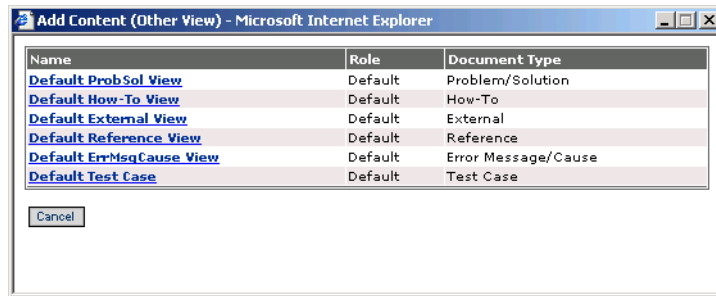 Add Content (Other View) - Microsoft Internet Explorer
Name Role Document Type
Default ProbSol View Default Problem/Solution
Default How-To View Default How-To
Default External View Default External
Default Reference View Default Reference
Default ErrMsgCause View Default Error Message/Cause
Default Test Case Default Test Case
Cancel